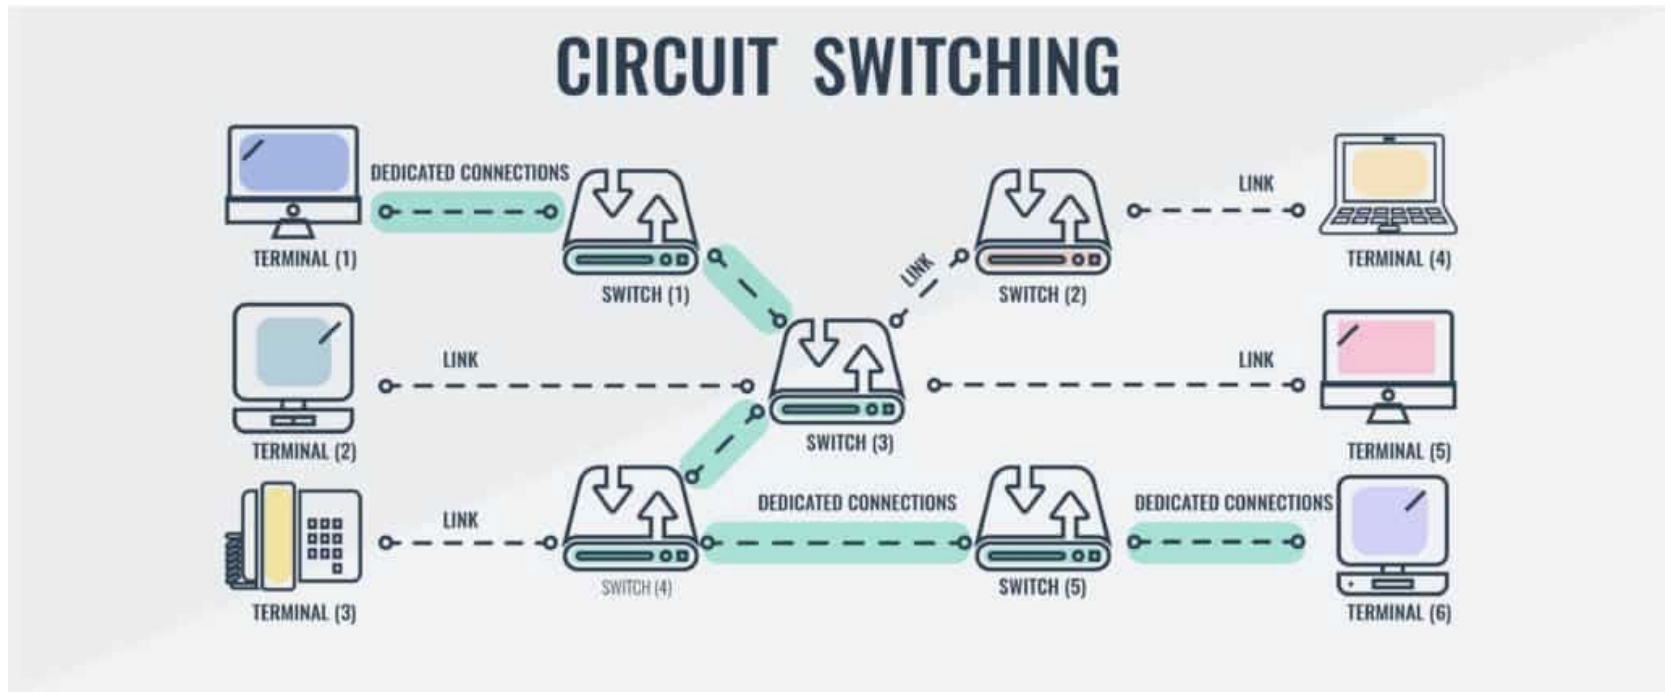 CIRCUIT SWITCHING
DEDICATED CONNECTIONS
LINK
TERMINAL (1)
TERMINAL (4)
SWITCH (1)
LINK
SWITCH (2)
LINK
LINK
TERMINAL (2)
SWITCH (3)
TERMINAL (5)
LINK
DEDICATED CONNECTIONS
DEDICATED CONNECTIONS
SWITCH (4)
SWITCH (5)
TERMINAL (3)
TERMINAL (6)